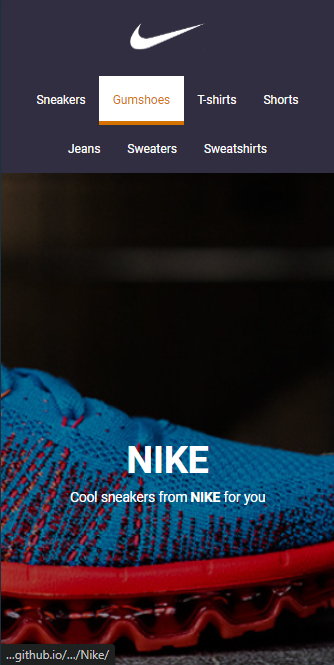 Sneakers Gumshoes T-shirts Shorts
Jeans Sweaters Sweatshirts
NIKE
Cool sneakers from NIKE for you
...github.io/.../Nike/